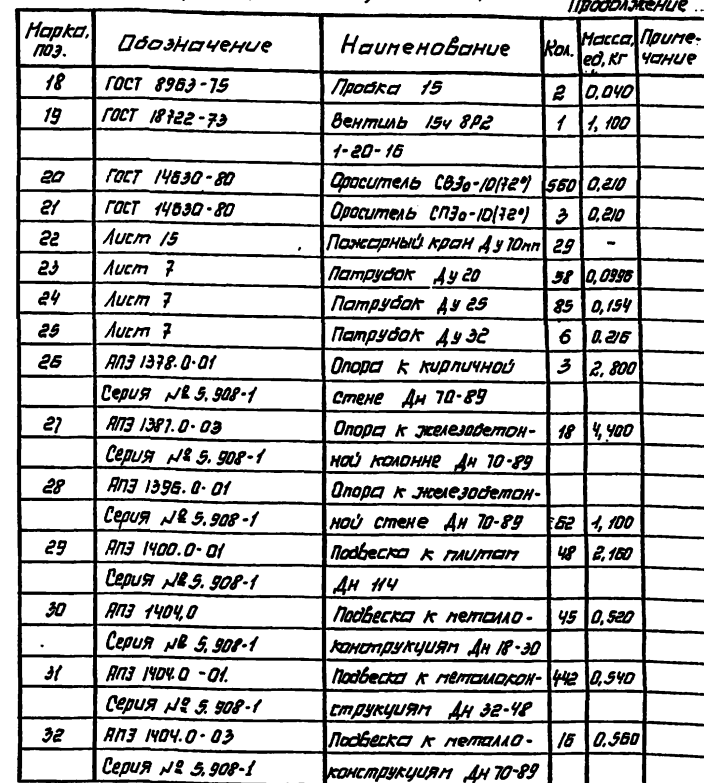 Продолжение ...
Марка, поз. Обозначение Наименование Кол. Масса, ед, кг Приме- чание
18 ГОСТ 8963-75 Пробка 15 2 0,040
19 ГОСТ 18722-73 Вентиль 15ч 8Р2 1 1,100
1-20-16
20 ГОСТ 14630-80 Ороситель СВЭо-10(72°) 560 0,210
21 ГОСТ 14630-80 Ороситель СПЭо-10(72°) 3 0,210
22 Лист 15 Пожарный кран Ду 70мм 29 -
23 Лист 7 Патрубок Ду 20 58 0,0996
24 Лист 7 Патрубок Ду 25 85 0,154
25 Лист 7 Патрубок Ду 32 6 0.216
26 АПЭ 1378.0-01 Опора к кирпичной 3 2,800
Серия № 5.908-1 стене Дн 70-89
27 АПЭ 1387.0-03 Опора к железобетон- 18 4,400
Серия № 5.908-1 ной колонне Дн 70-89
28 АПЭ 1396.0-01 Опора к железобетон-
Серия № 5.908-1 ной стене Дн 70-89 62 1,100
29 АПЭ 1400.0-01 Подвеска к плитам 48 2,160
Серия № 5.908-1 Дн 114
30 АПЭ 1404,0 Подвеска к металло- 45 0,520
Серия № 5.908-1 конструкциям Дн 18-30
31 АПЭ 1404.0-01. Подвеска к металлокон- 442 0,540
Серия № 5.908-1 струкциям Дн 32-48
32 АПЭ 1404.0-03 Подвеска к металло- 16 0,560
Серия № 5.908-1 конструкциям Дн 70-89